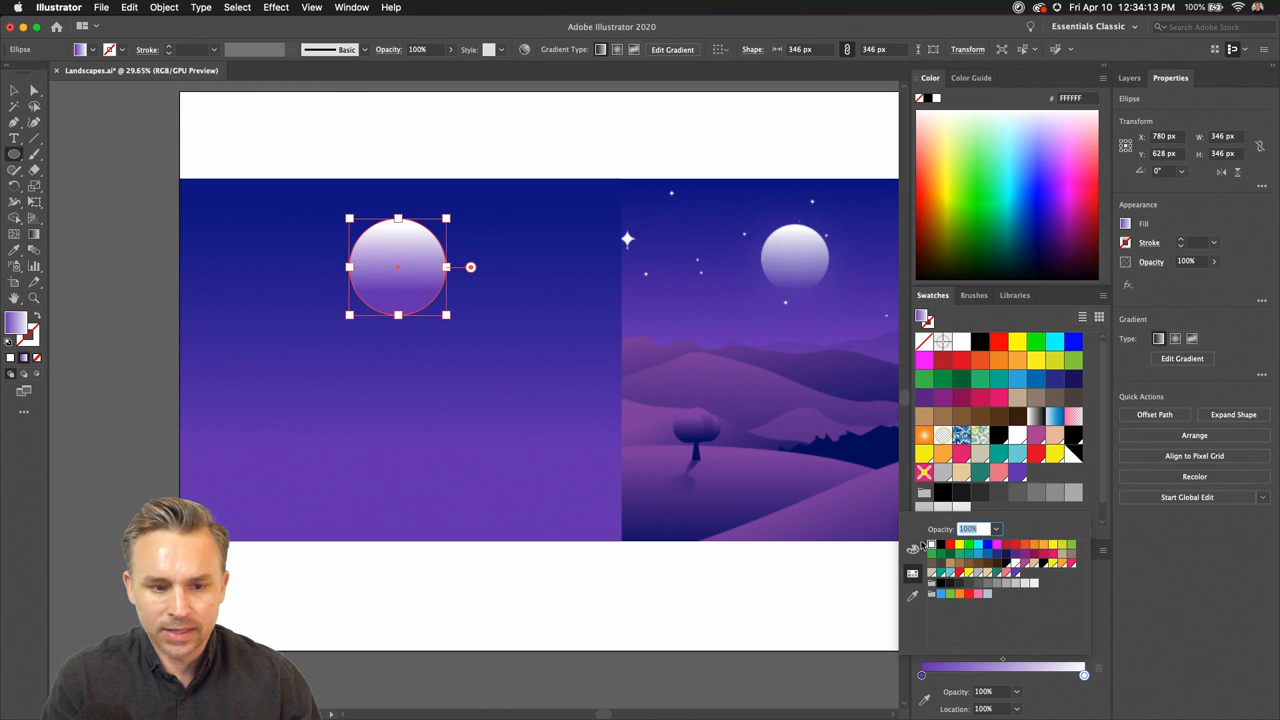 Illustrator File Edit Object Type Select Effect View Window Help
100% Fri Apr 10 12:34:13 PM
Adobe Illustrator 2020
Essentials Classic
Search Adobe Stock
Ellipse
Stroke:
Basic
Opacity: 100%
Style:
Gradient Type:
Edit Gradient
Shape: 346 px
346 px
Transform
Landscapes.ai* @ 29.65% (RGB/GPU Preview)
Color Color Guide
# FFFFFF
Swatches Brushes Libraries
Opacity: 100%
Opacity: 100%
Location: 100%
Layers Properties
Ellipse
Transform
X: 780 px W: 346 px
Y: 628 px H: 346 px
0°
Appearance
Fill
Stroke
Opacity 100%
fx.
Gradient
Type:
Edit Gradient
Quick Actions
Offset Path Expand Shape
Arrange
Align to Pixel Grid
Recolor
Start Global Edit